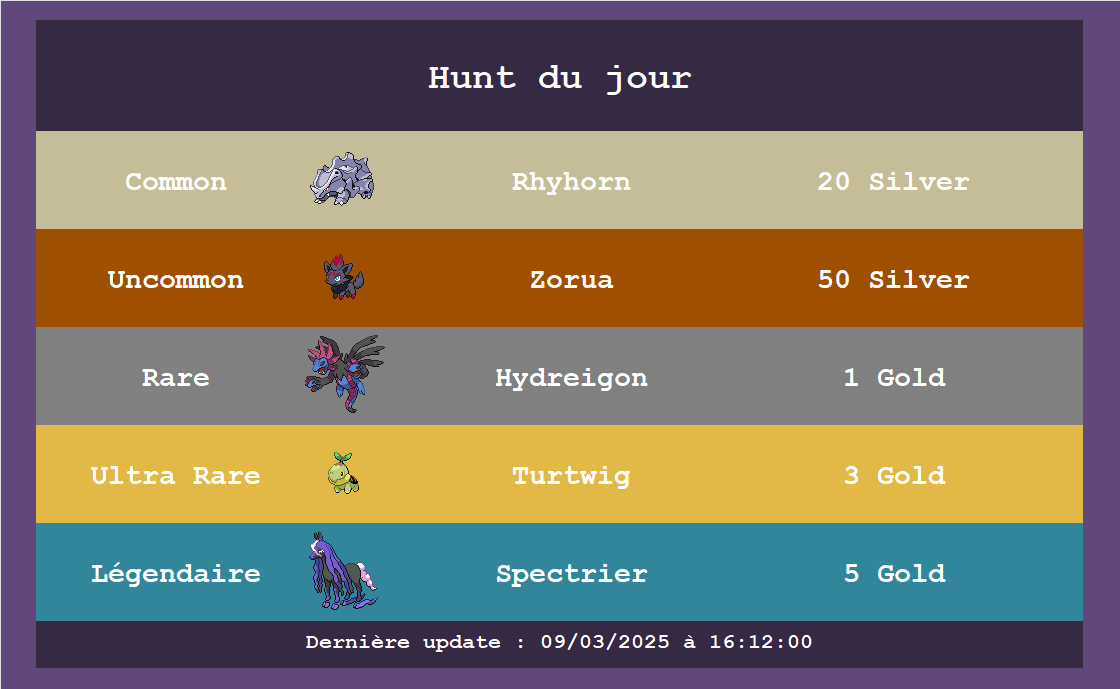 Hunt du jour
Common Rhyhorn 20 Silver
Uncommon Zorua 50 Silver
Rare Hydreigon 1 Gold
Ultra Rare Turtwig 3 Gold
Légendaire Spectrier 5 Gold
Dernière update : 09/03/2025 à 16:12:00